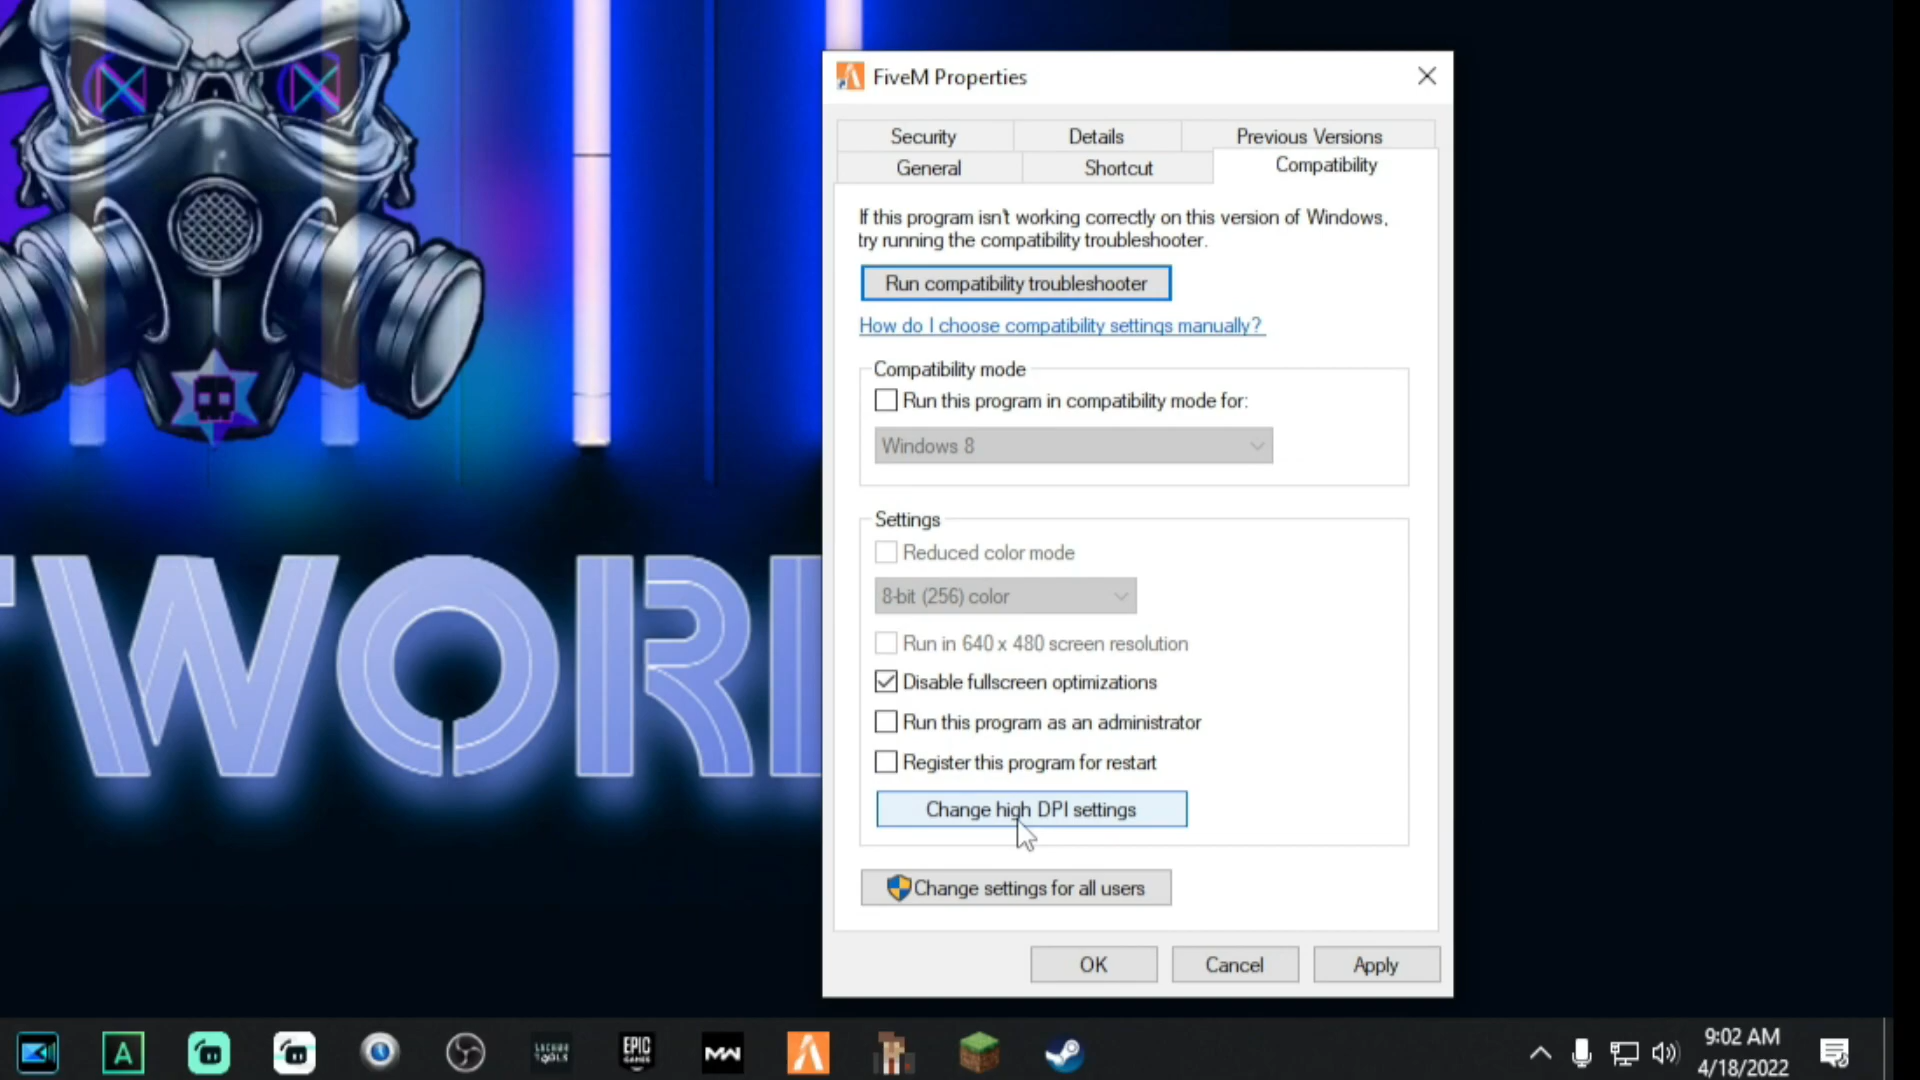 FiveM Properties
Security Details Previous Versions
General Shortcut Compatibility
If this program isn't working correctly on this version of Windows,
try running the compatibility troubleshooter.
Run compatibility troubleshooter
How do I choose compatibility settings manually?
Compatibility mode
Run this program in compatibility mode for:
Windows 8
Settings
Reduced color mode
8-bit (256) color
Run in 640 x 480 screen resolution
Disable fullscreen optimizations
Run this program as an administrator
Register this program for restart
Change high DPI settings
Change settings for all users
OK Cancel Apply
TWORK
A
EPIC
GAMES
MW
9:02 AM
4/18/2022